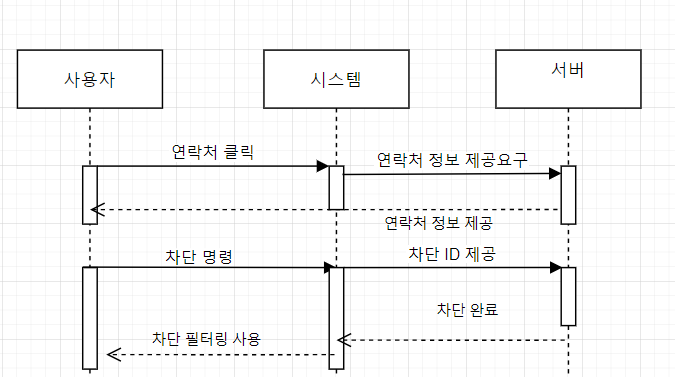 사용자
시스템
서버
연락처 클릭
연락처 정보 제공요구
연락처 정보 제공
차단 명령
차단 ID 제공
차단 완료
차단 필터링 사용